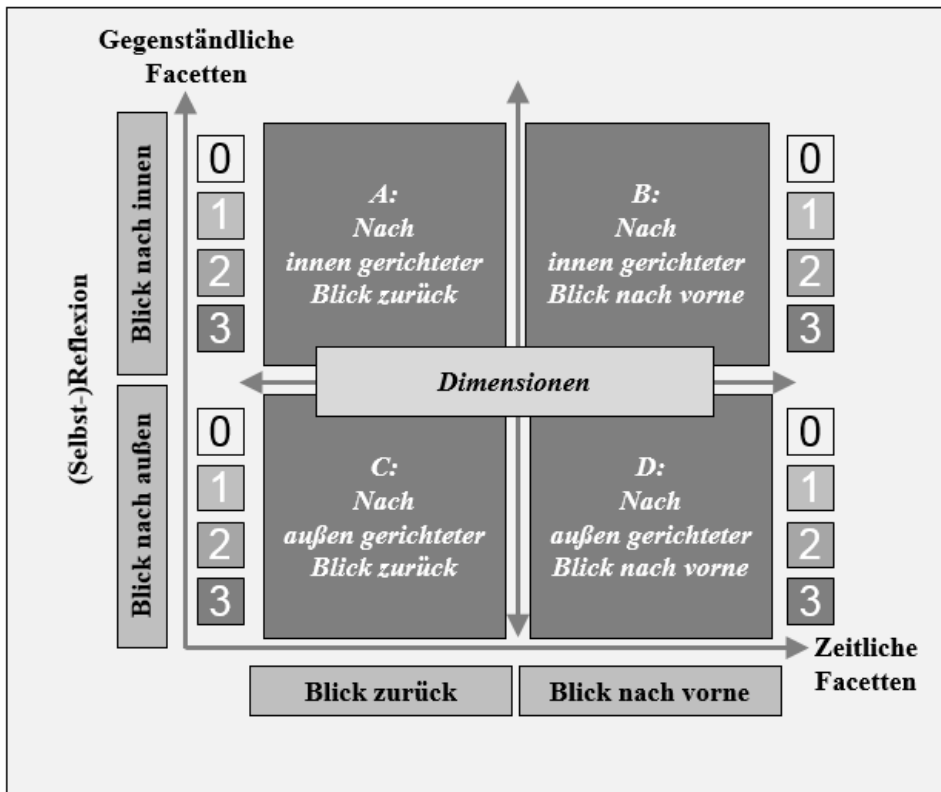 Gegenständliche
Facetten
(Selbst-)Reflexion
Blick nach innen
0
1
2
3
A:
Nach
innen gerichteter
Blick zurück
B:
Nach
innen gerichteter
Blick nach vorne
0
1
2
3
Dimensionen
Blick nach außen
0
1
2
3
C:
Nach
außen gerichteter
Blick zurück
D:
Nach
außen gerichteter
Blick nach vorne
0
1
2
3
Zeitliche
Facetten
Blick zurück
Blick nach vorne